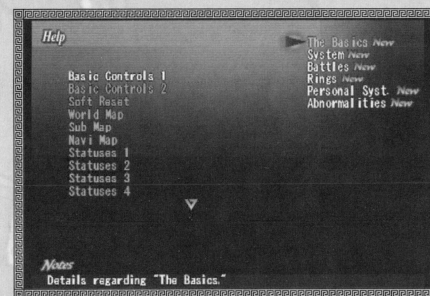 Help
Basic Controls 1
Basic Controls 2
Soft Reset
World Map
Sub Map
Navi Map
Statuses 1
Statuses 2
Statuses 3
Statuses 4
The Basics New
System New
Battles New
Rings New
Personal Syst. New
Abnormalities New
Notes
Details regarding "The Basics."